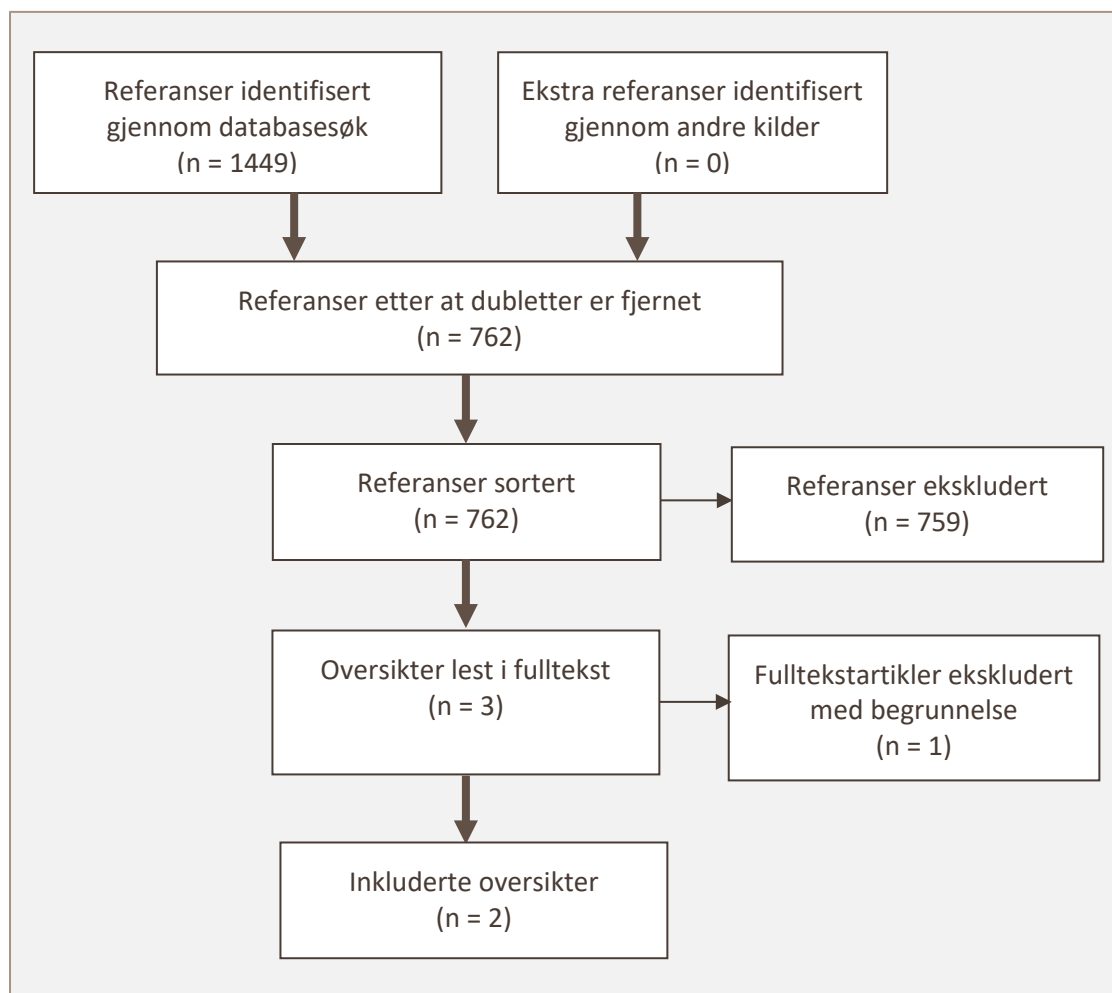 Referanser identifisert
gjennom databasesøk
(n = 1449)
Ekstra referanser identifisert
gjennom andre kilder
(n = 0)
Referanser etter at dubletter er fjernet
(n = 762)
Referanser sortert
(n = 762)
Referanser ekskludert
(n = 759)
Oversikter lest i fulltekst
(n = 3)
Fulltekstartikler ekskludert
med begrunnelse
(n = 1)
Inkluderte oversikter
(n = 2)